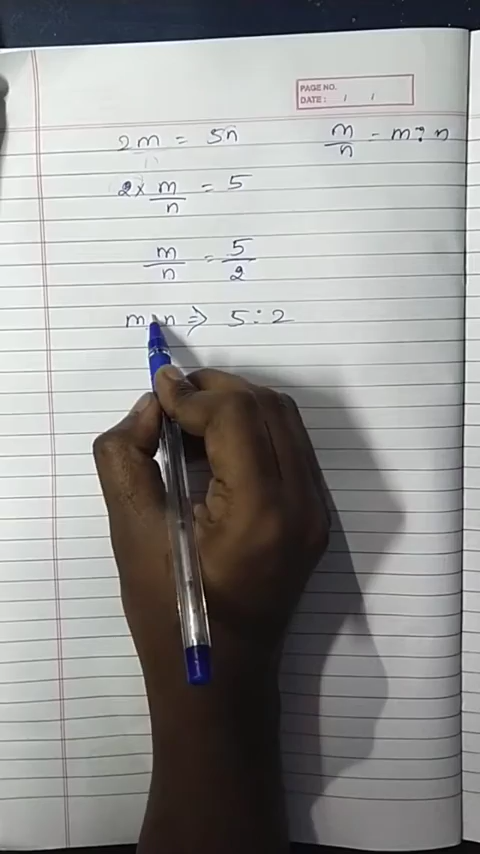 PAGE NO.
DATE: / /
2m = 5n
m/n = m:n
2 × m/n = 5
m/n = 5/2
m:n ⇒ 5:2